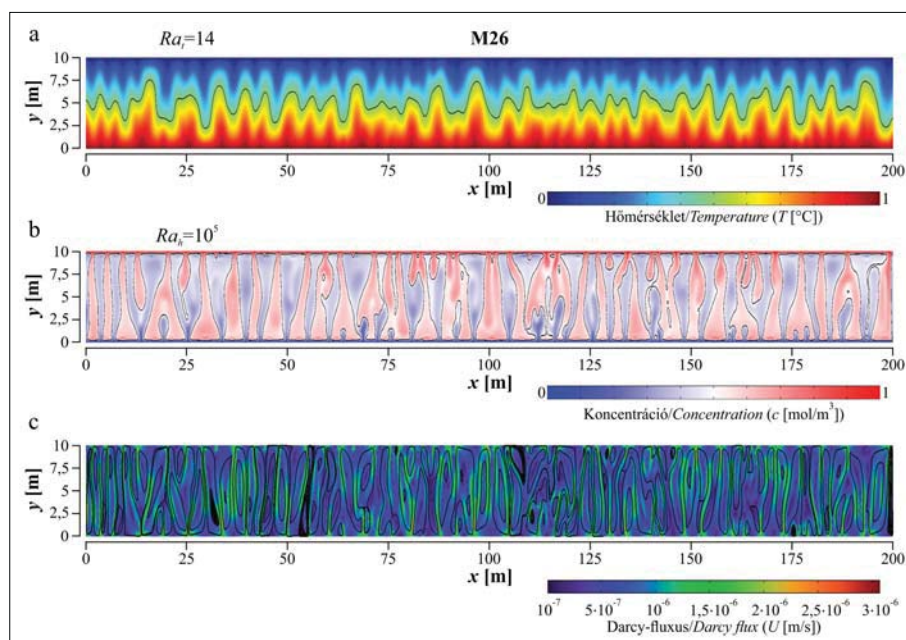 a
Ra_t=14
M26
10
7.5
5
2.5
0
y [m]
0 25 50 75 100 125 150 175 200
x [m]
0 1
Hőmérséklet/Temperature (T [°C])
b
Ra_h=10⁵
10
7.5
5
2,5
0
y [m]
0 25 50 75 100 125 150 175 200
x [m]
0 1
Koncentráció/Concentration (c [mol/m³])
c
10
7.5
5
2,5
0
y [m]
0 25 50 75 100 125 150 175 200
x [m]
10⁻⁷ 5·10⁻⁷ 10⁻⁶ 1,5·10⁻⁶ 2·10⁻⁶ 2,5·10⁻⁶ 3·10⁻⁶
Darcy-fluxus/Darcy flux (U [m/s])